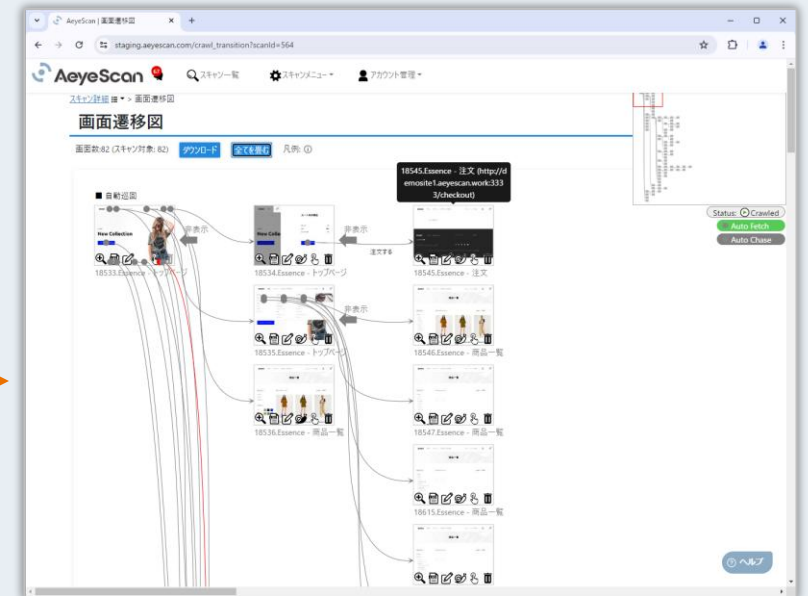 AeyeScan | 画面遷移図
staging.aeyescan.com/crawl_transition?scanId=564
AeyeScan
スキャン一覧
スキャンメニュー
アカウント管理
スキャン詳細 > 画面遷移図
画面遷移図
画面数:82 (スキャン対象: 82) ダウンロード 全てを畳む 凡例:
Status: Crawled
Auto Fetch
Auto Chase
18545.Essence - 注文 (http://d
emosite1.aeyescan.work:333
3/checkout)
■ 自動巡回
New Collection
非表示
New Colle
非表示
注文する
18533.Essence - トップページ
18534.Essence - トップページ
18545.Essence - 注文
非表示
18535.Essence - トップページ
18546.Essence - 商品一覧
18536.Essence - 商品一覧
18547.Essence - 商品一覧
18615.Essence - 商品一覧
ヘルプ